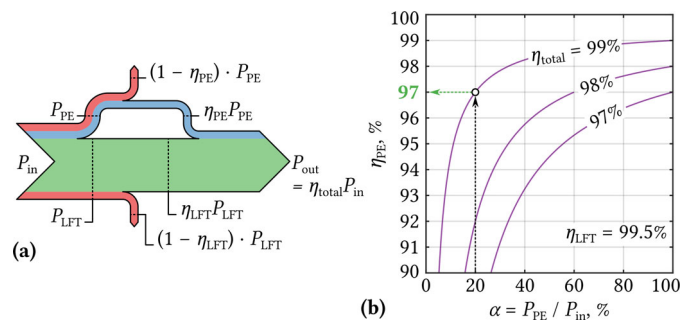 (1 − η_PE) · P_PE
P_PE
η_PE P_PE
P_in
P_out
= η_total P_in
P_LFT
η_LFT P_LFT
(1 − η_LFT) · P_LFT
(a)
100
99
98
97
96
95
94
93
92
91
90
η_PE, %
η_total = 99%
98%
97%
η_LFT = 99.5%
0
20
40
60
80
100
α = P_PE / P_in, %
(b)